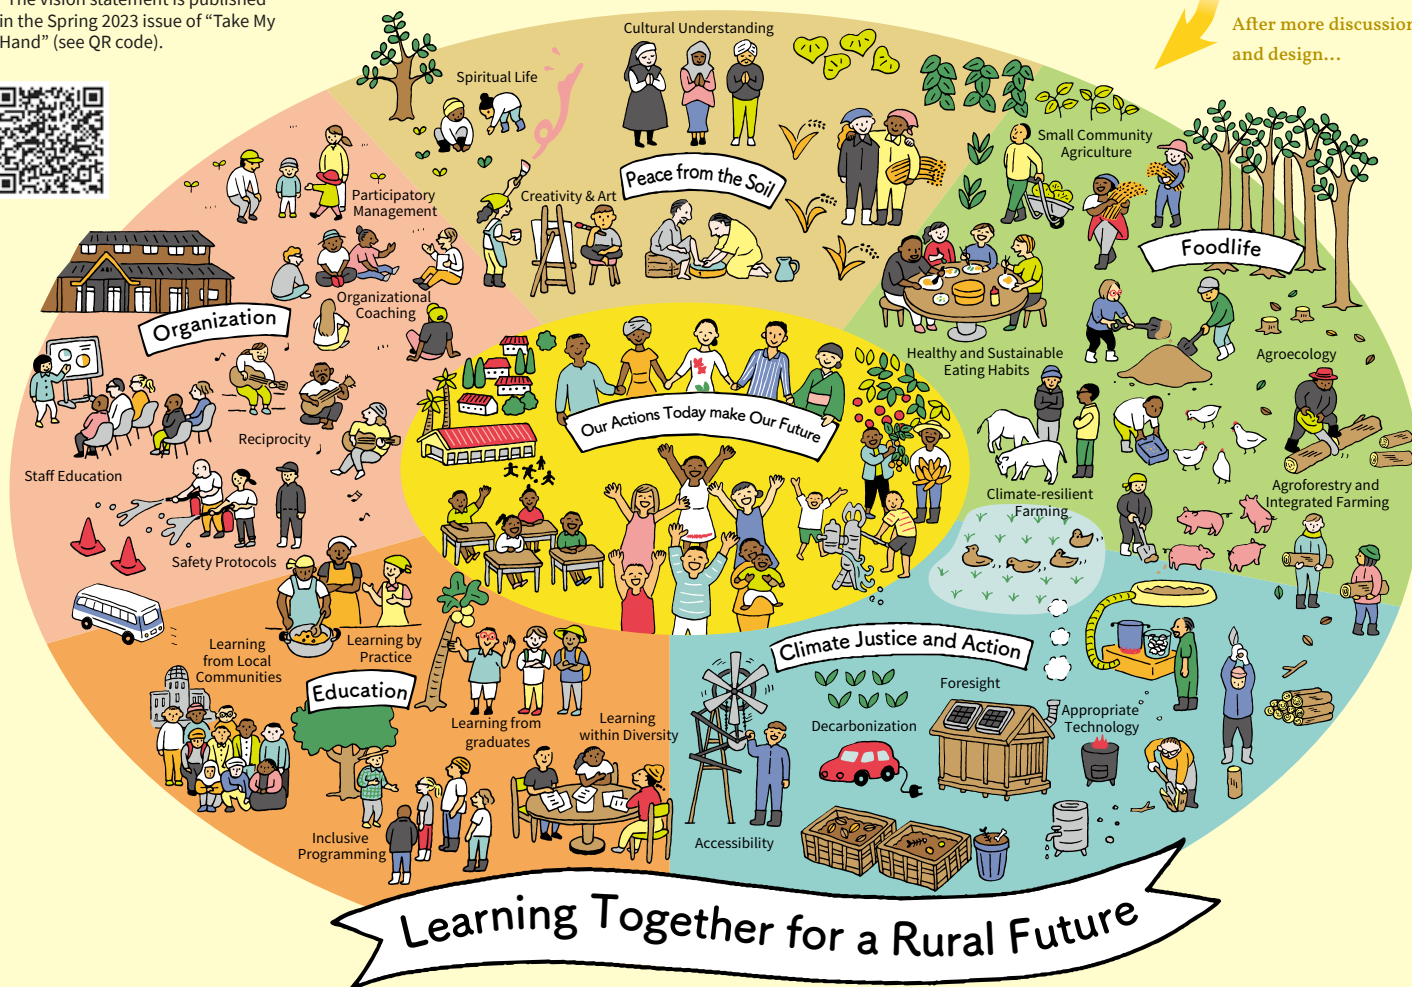 The vision statement is published
in the Spring 2023 issue of “Take My
Hand” (see QR code).
After more discussion
and design...
Cultural Understanding
Spiritual Life
Creativity & Art
Peace from the Soil
Small Community
Agriculture
Foodlife
Healthy and Sustainable
Eating Habits
Agroecology
Climate-resilient
Farming
Agroforestry and
Integrated Farming
Participatory
Management
Organizational
Coaching
Organization
Reciprocity
Staff Education
Safety Protocols
Our Actions Today make Our Future
Learning
from Local
Communities
Learning by
Practice
Education
Learning from
graduates
Learning
within Diversity
Inclusive
Programming
Climate Justice and Action
Foresight
Decarbonization
Appropriate
Technology
Accessibility
Learning Together for a Rural Future